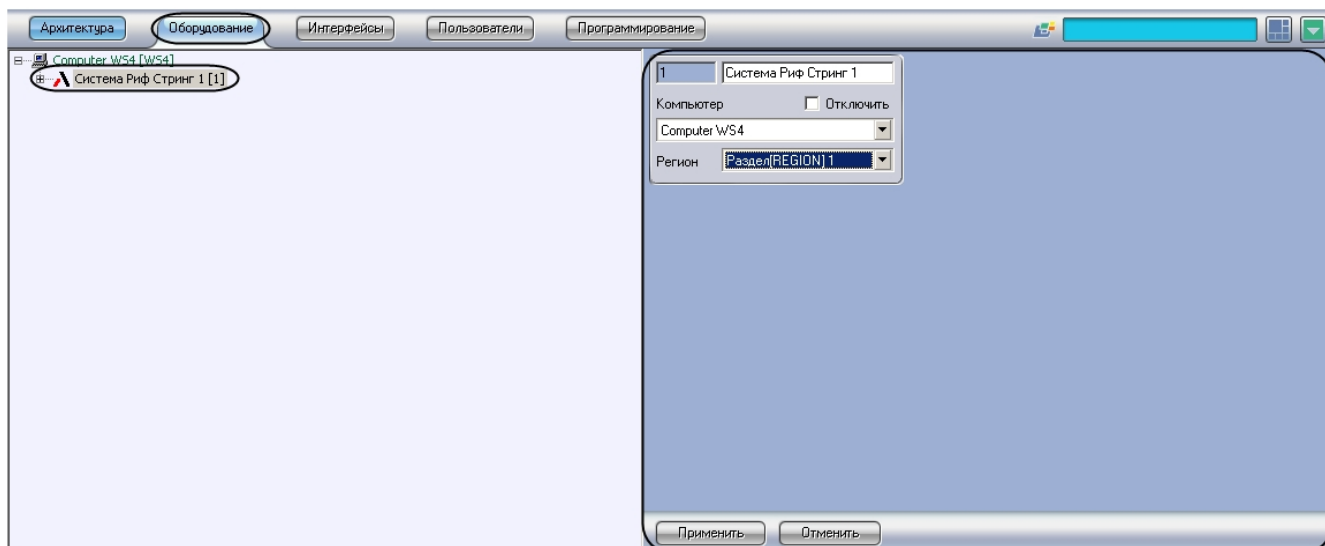 Архитектура Оборудование Интерфейсы Пользователи Программирование
Computer WS4 [WS4]
Система Риф Стринг 1 [1]
1 Система Риф Стринг 1
Компьютер Отключить
Computer WS4
Регион Раздел[REGION] 1
Применить Отменить